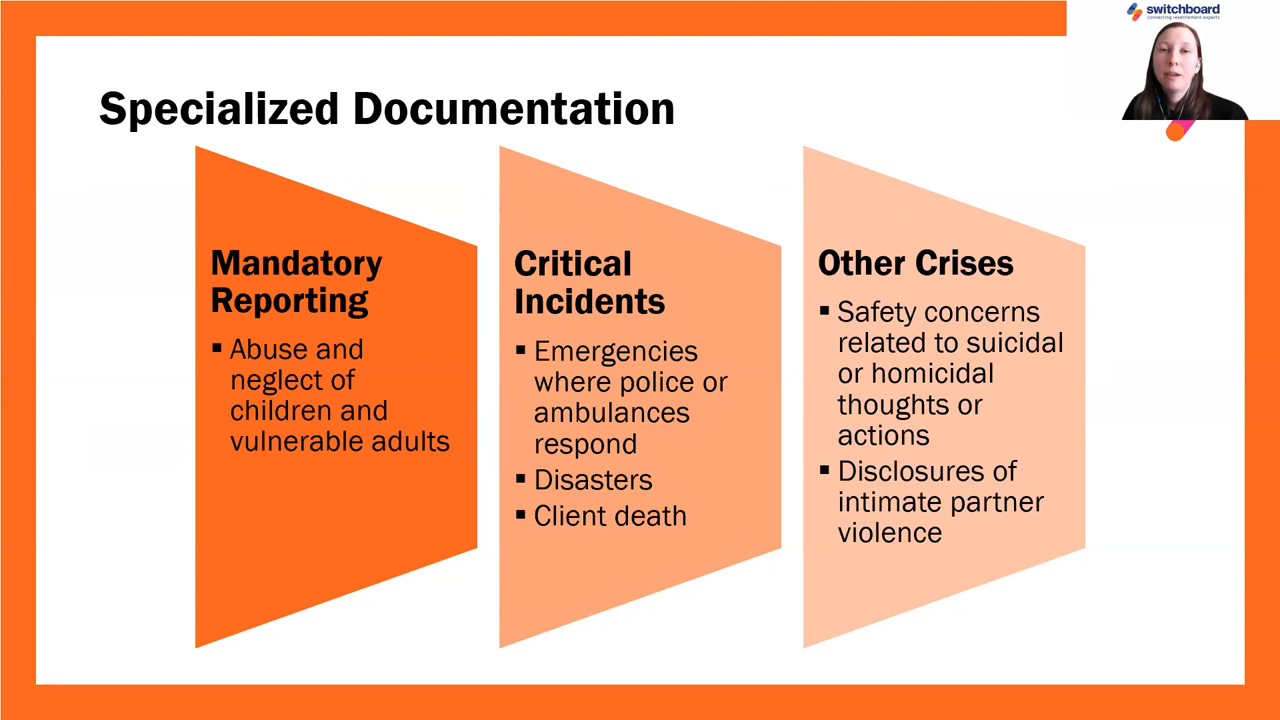 switchboard
connecting resettlement experts
Specialized Documentation
Mandatory
Reporting
▪ Abuse and
neglect of
children and
vulnerable adults
Critical
Incidents
▪ Emergencies
where police or
ambulances
respond
▪ Disasters
▪ Client death
Other Crises
▪ Safety concerns
related to suicidal
or homicidal
thoughts or
actions
▪ Disclosures of
intimate partner
violence